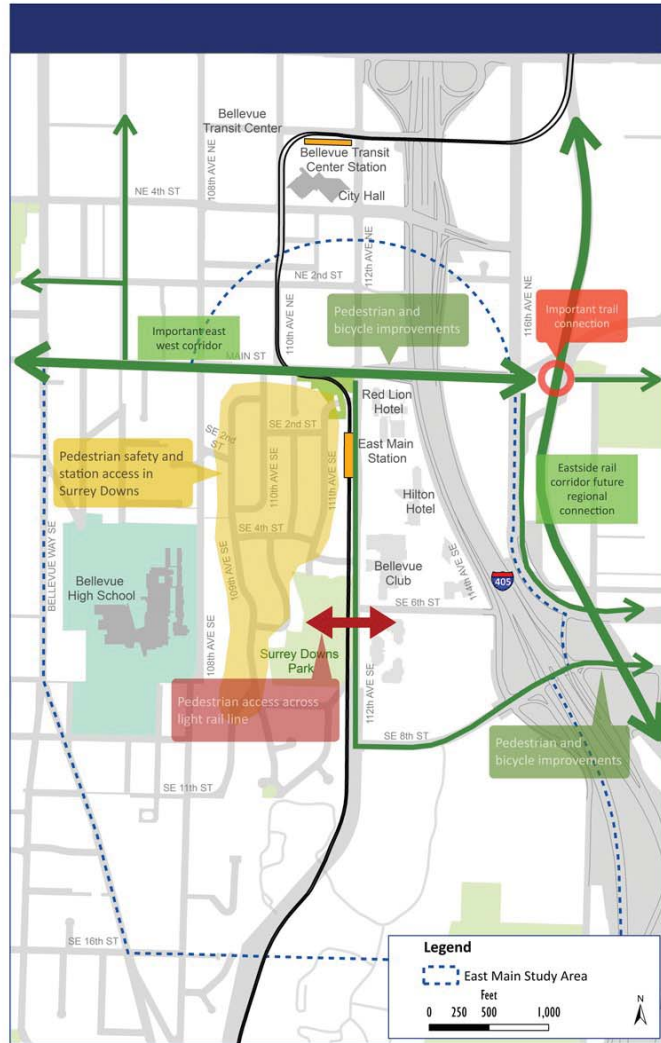 Bellevue
Transit Center
Bellevue Transit
Center Station
City Hall
108th AVE NE
NE 4th ST
112th AVE NE
NE 2nd ST
110th AVE NE
116th AVE NE
Pedestrian and
bicycle improvements
Important trail
connection
Important east
west corridor
MAIN ST
Red Lion
Hotel
SE 2nd ST
SE 2nd
ST
East Main
Station
Pedestrian safety and
station access in
Surrey Downs
110th AVE SE
111th AVE SE
Eastside rail
corridor future
regional
connection
Hilton
Hotel
SE 4th ST
114th AVE SE
BELLEVUE WAY SE
109th AVE SE
Bellevue
Club
405
Bellevue
High School
SE 6th ST
108th AVE SE
Surrey Downs
Park
112th AVE SE
Pedestrian access across
light rail line
SE 8th ST
Pedestrian and
bicycle improvements
SE 11th ST
SE 16th ST
Legend
East Main Study Area
Feet
0 250 500 1,000
N